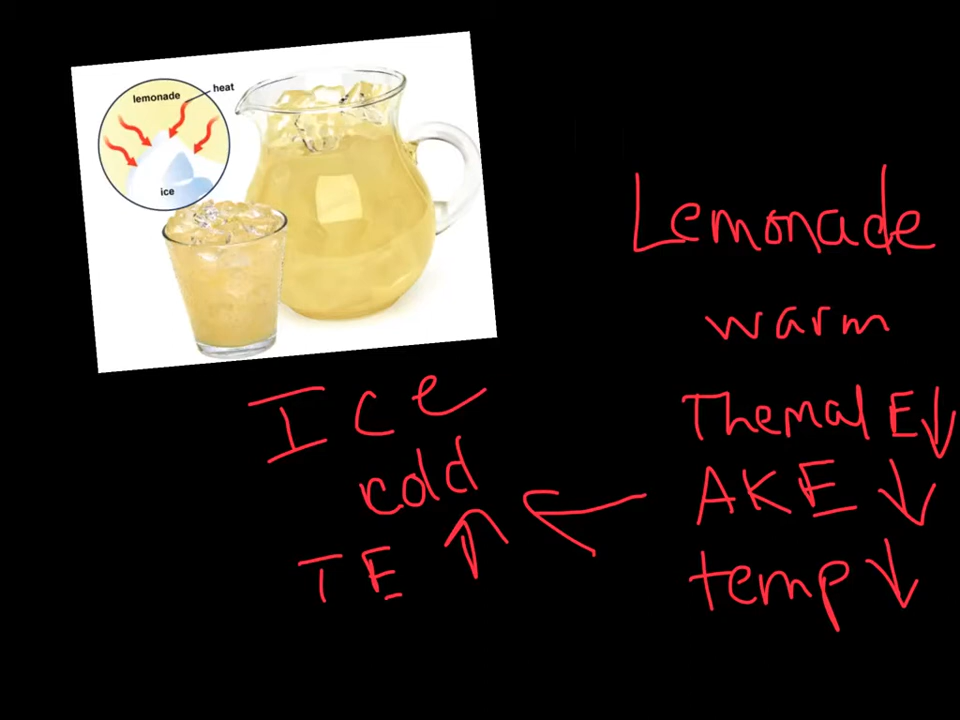 lemonade
heat
ice
Lemonade
warm
Themal E↓
AKE ↓
temp ↓
Ice
cold
TE ↑